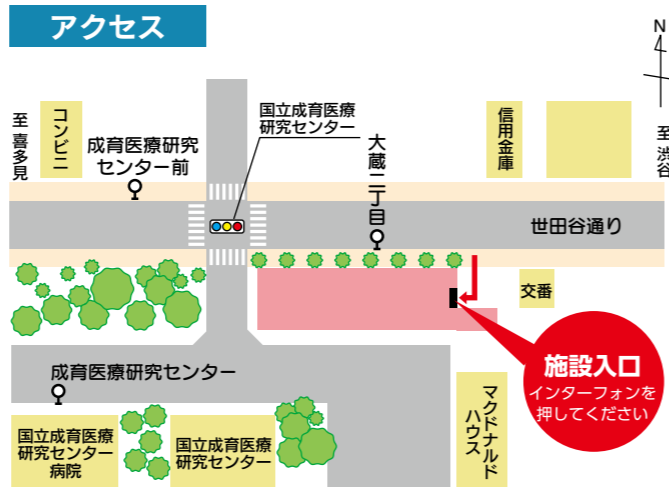 アクセス
N
至 喜多見
コンビニ
成育医療研究
センター前
国立成育医療
研究センター
大蔵二丁目
信用金庫
至 渋谷
世田谷通り
交番
施設入口
インターフォンを
押してください
成育医療研究センター
国立成育医療
研究センター
病院
国立成育医療
研究センター
マクドナルド
ハウス